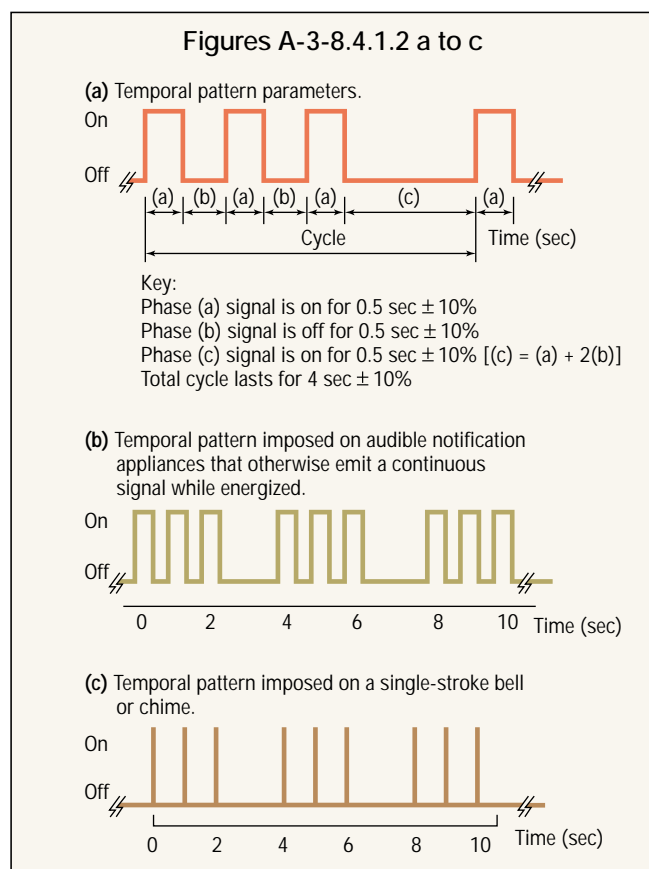 Figures A-3-8.4.1.2 a to c
(a) Temporal pattern parameters.
On
Off
(a) (b) (a) (b) (a) (c) (a)
Cycle Time (sec)
Key:
Phase (a) signal is on for 0.5 sec ± 10%
Phase (b) signal is off for 0.5 sec ± 10%
Phase (c) signal is on for 0.5 sec ± 10% [(c) = (a) + 2(b)]
Total cycle lasts for 4 sec ± 10%
(b) Temporal pattern imposed on audible notification
appliances that otherwise emit a continuous
signal while energized.
On
Off
0 2 4 6 8 10 Time (sec)
(c) Temporal pattern imposed on a single-stroke bell
or chime.
On
Off
0 2 4 6 8 10 Time (sec)